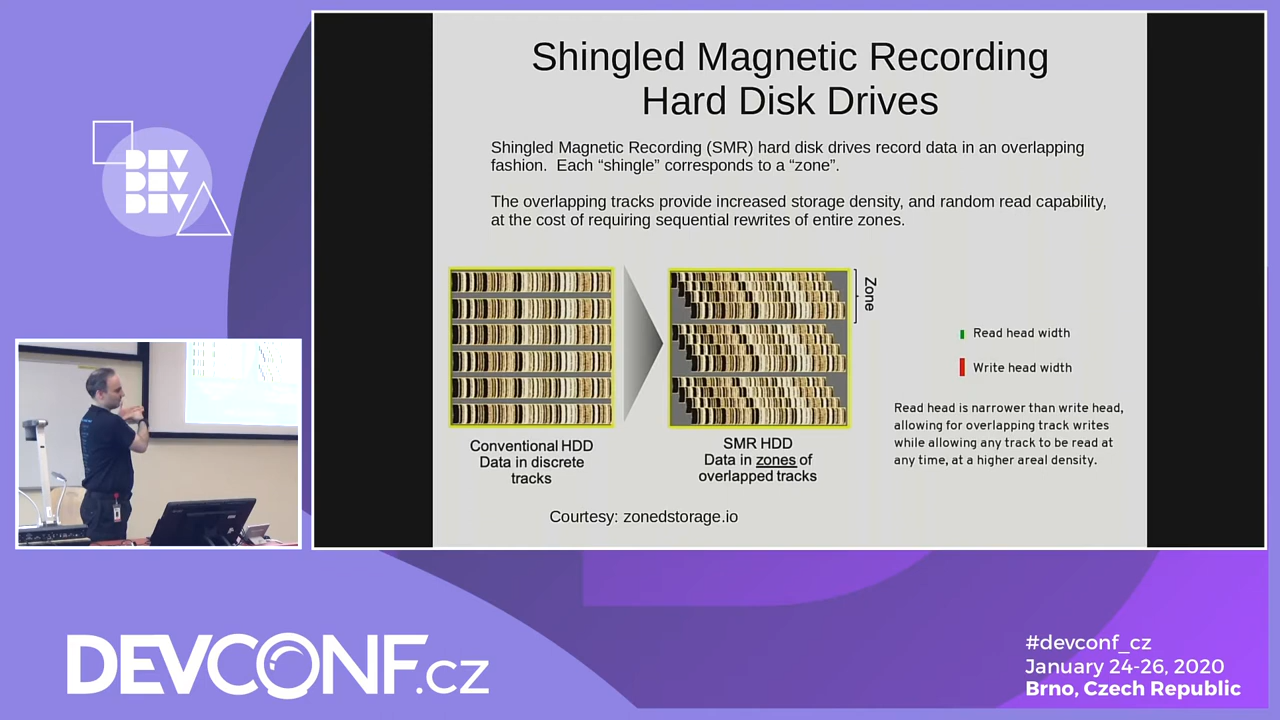 DEV
DEV
DEV
Shingled Magnetic Recording
Hard Disk Drives
Shingled Magnetic Recording (SMR) hard disk drives record data in an overlapping
fashion. Each “shingle” corresponds to a “zone”.
The overlapping tracks provide increased storage density, and random read capability,
at the cost of requiring sequential rewrites of entire zones.
Zone
Read head width
Write head width
Read head is narrower than write head,
allowing for overlapping track writes
while allowing any track to be read at
any time, at a higher areal density.
Conventional HDD
Data in discrete
tracks
SMR HDD
Data in zones of
overlapped tracks
Courtesy: zonedstorage.io
DEVCONF.CZ
#devconf_cz
January 24-26, 2020
Brno, Czech Republic